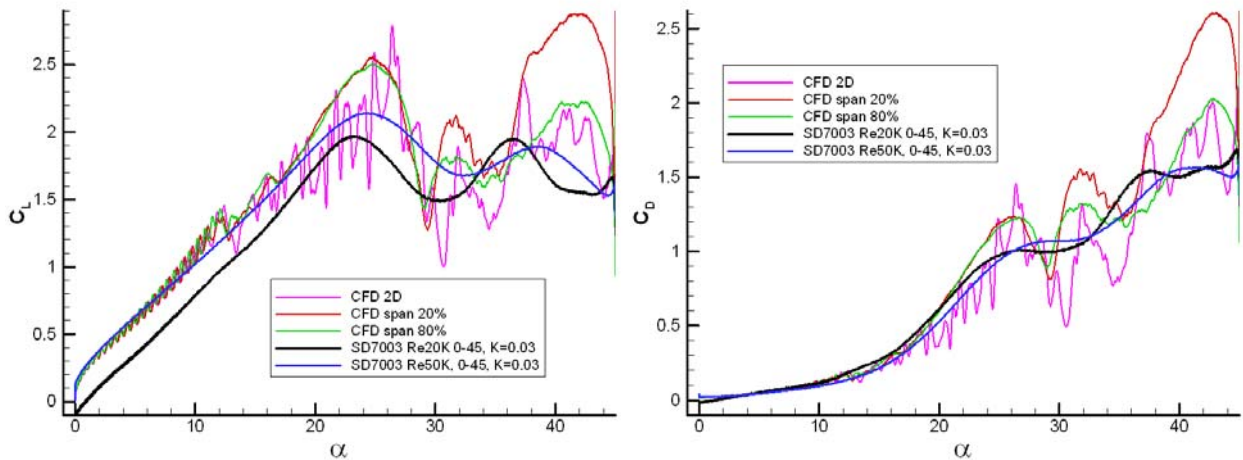 C_L
2.5
2
1.5
1
0.5
0
0
10
20
30
40
α
CFD 2D
CFD span 20%
CFD span 80%
SD7003 Re20K 0-45, K=0.03
SD7003 Re50K, 0-45, K=0.03
C_D
2.5
2
1.5
1
0.5
0
0
10
20
30
40
α
CFD 2D
CFD span 20%
CFD span 80%
SD7003 Re20K 0-45, K=0.03
SD7003 Re50K, 0-45, K=0.03